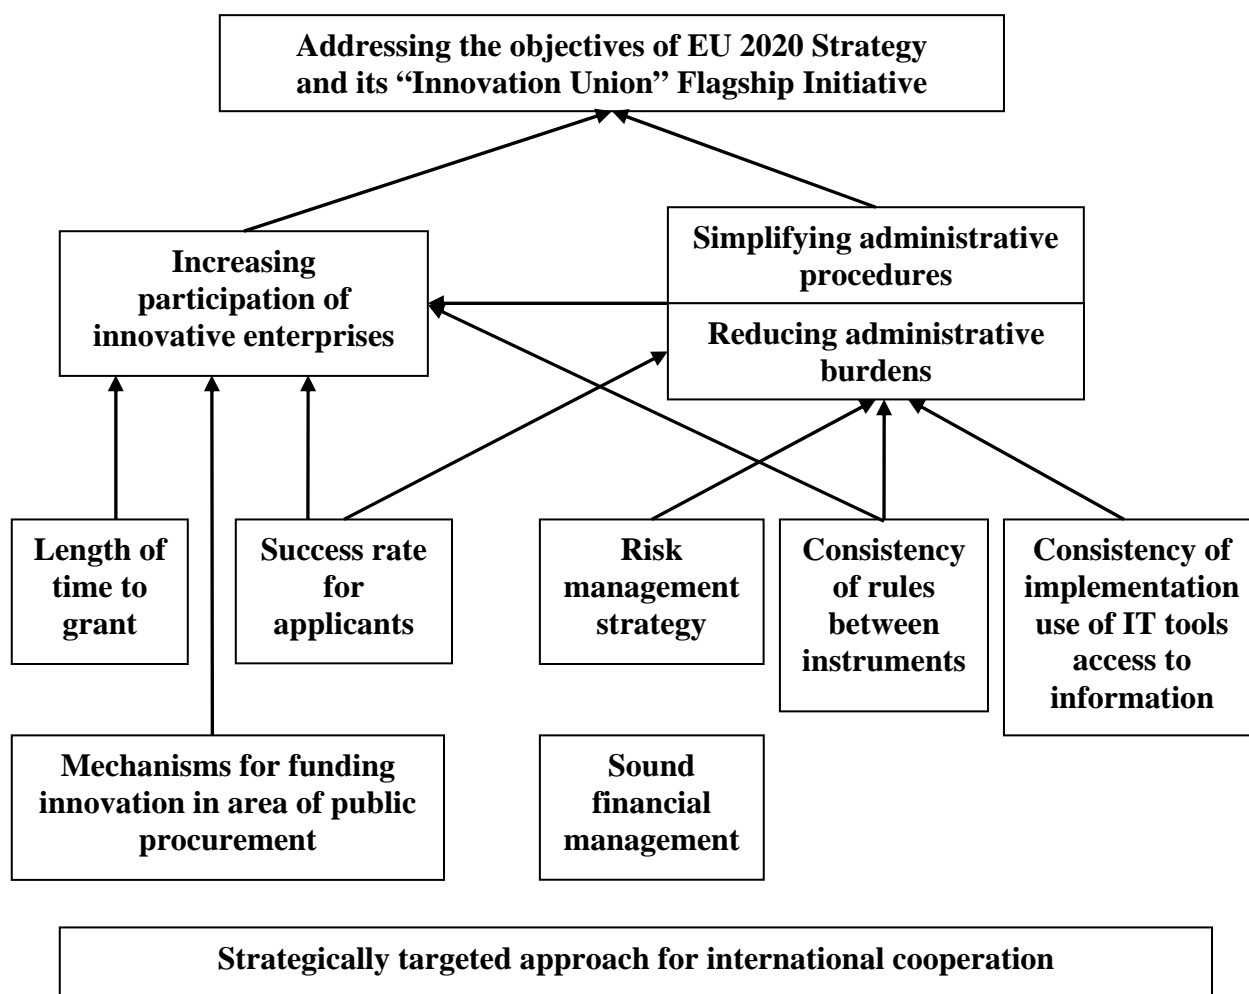 Addressing the objectives of EU 2020 Strategy
and its “Innovation Union” Flagship Initiative
Increasing
participation of
innovative enterprises
Simplifying administrative
procedures
Reducing administrative
burdens
Length of
time to
grant
Success rate
for
applicants
Risk
management
strategy
Consistency
of rules
between
instruments
Consistency of
implementation
use of IT tools
access to
information
Mechanisms for funding
innovation in area of public
procurement
Sound
financial
management
Strategically targeted approach for international cooperation